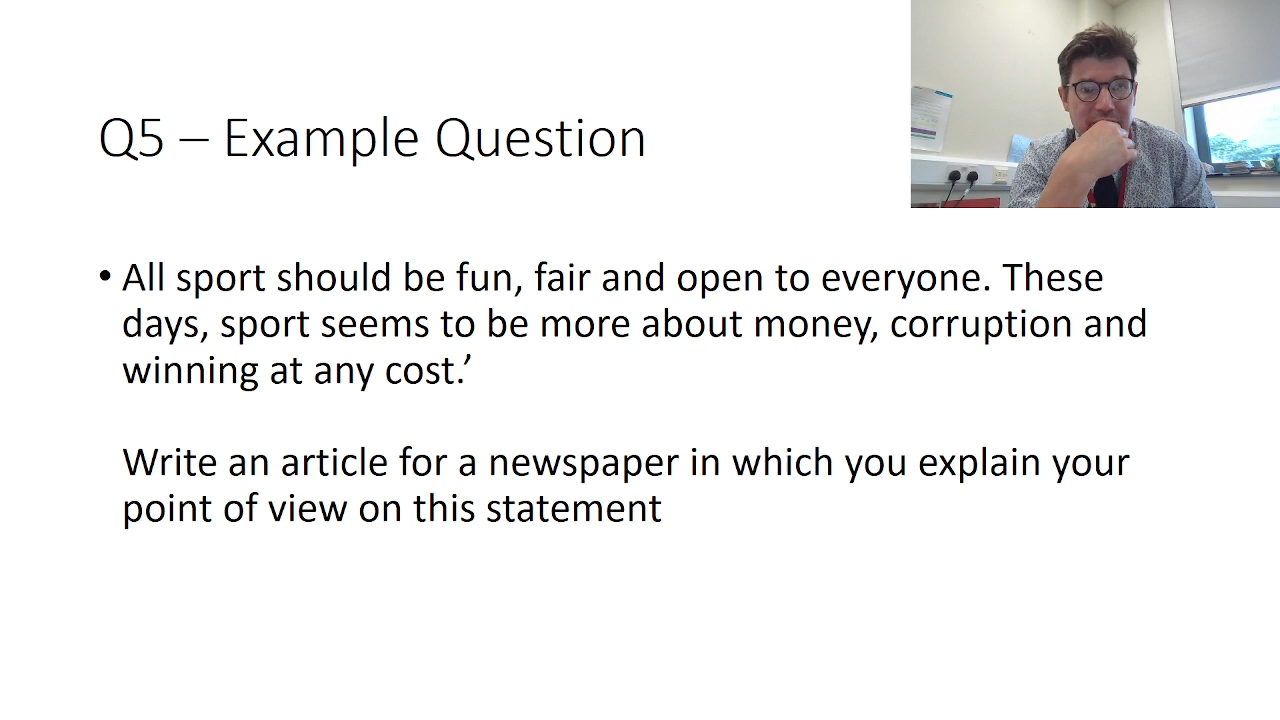 Q5 – Example Question
• All sport should be fun, fair and open to everyone. These
days, sport seems to be more about money, corruption and
winning at any cost.’
Write an article for a newspaper in which you explain your
point of view on this statement